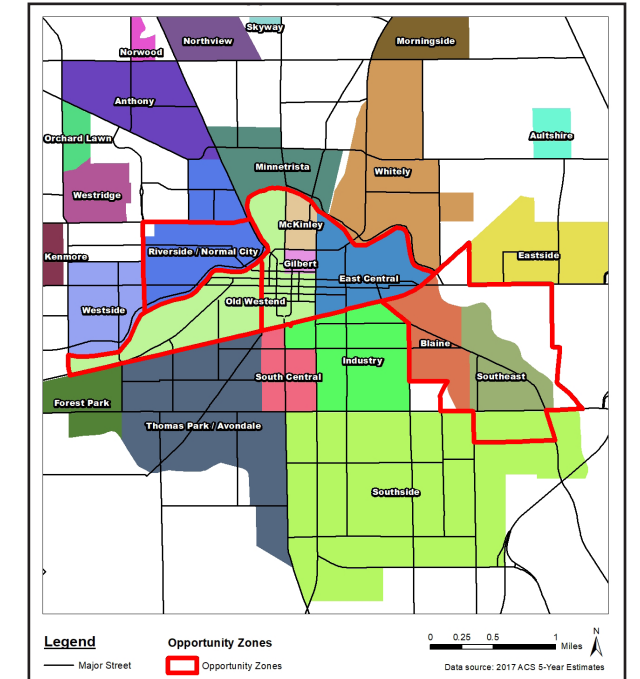 Skyway
Northview
Morningside
Norwood
Anthony
Orchard Lawn
Aultshire
Minnetrista
Whitely
Westridge
McKinley
Kenmore
Riverside / Normal City
Eastside
Gilbert
East Central
Old Westend
Westside
Blaine
Industry
South Central
Southeast
Forest Park
Thomas Park / Avondale
Southside
Legend
Opportunity Zones
Major Street
Opportunity Zones
0 0.25 0.5 1
Miles
N
Data source: 2017 ACS 5-Year Estimates